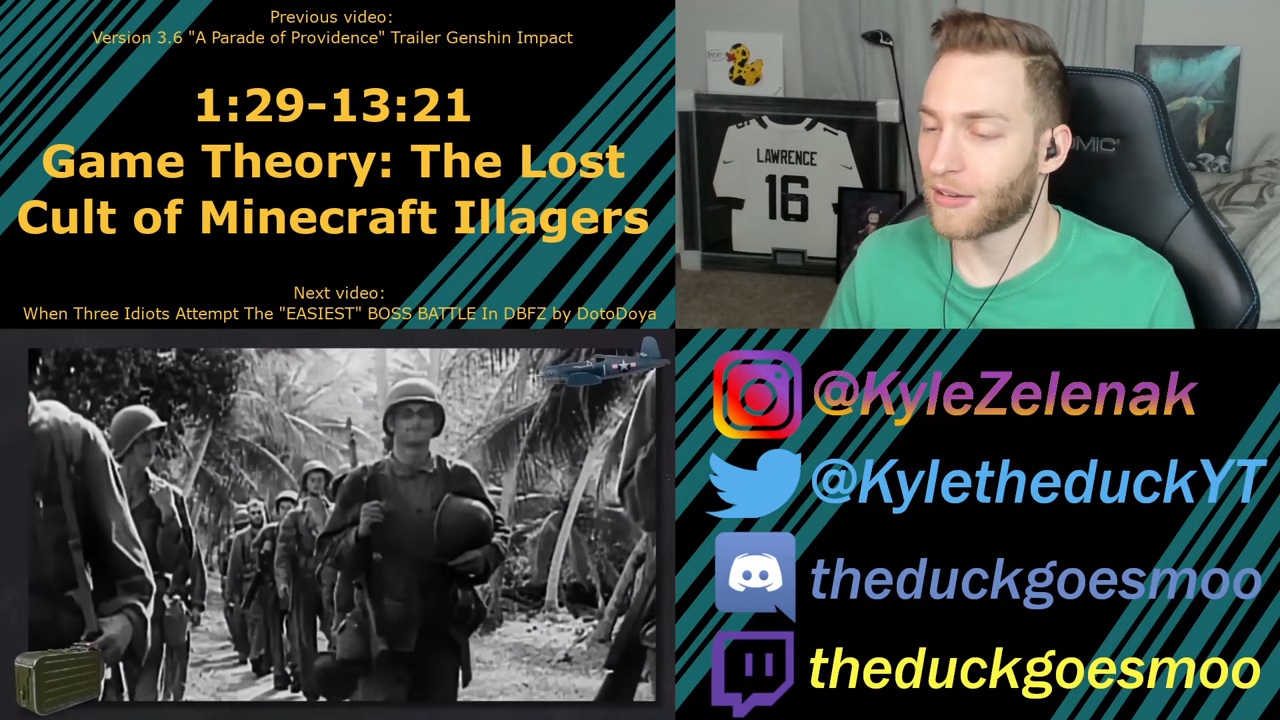 Previous video:
Version 3.6 "A Parade of Providence" Trailer Genshin Impact
1:29-13:21
Game Theory: The Lost
Cult of Minecraft Illagers
Next video:
When Three Idiots Attempt The "EASIEST" BOSS BATTLE In DBFZ by DotoDoya
LAWRENCE
16
OMIC
@KyleZelenak
@KyletheduckYT
theduckgoesmoo
theduckgoesmoo